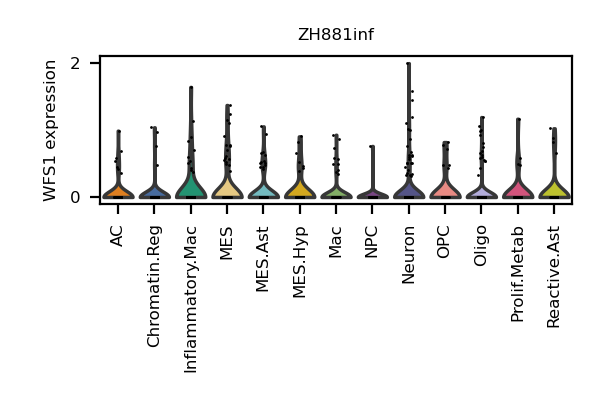 ZH881inf
WFS1 expression
2
0
AC
Chromatin.Reg
Inflammatory.Mac
MES
MES.Ast
MES.Hyp
Mac
NPC
Neuron
OPC
Oligo
Prolif.Metab
Reactive.Ast